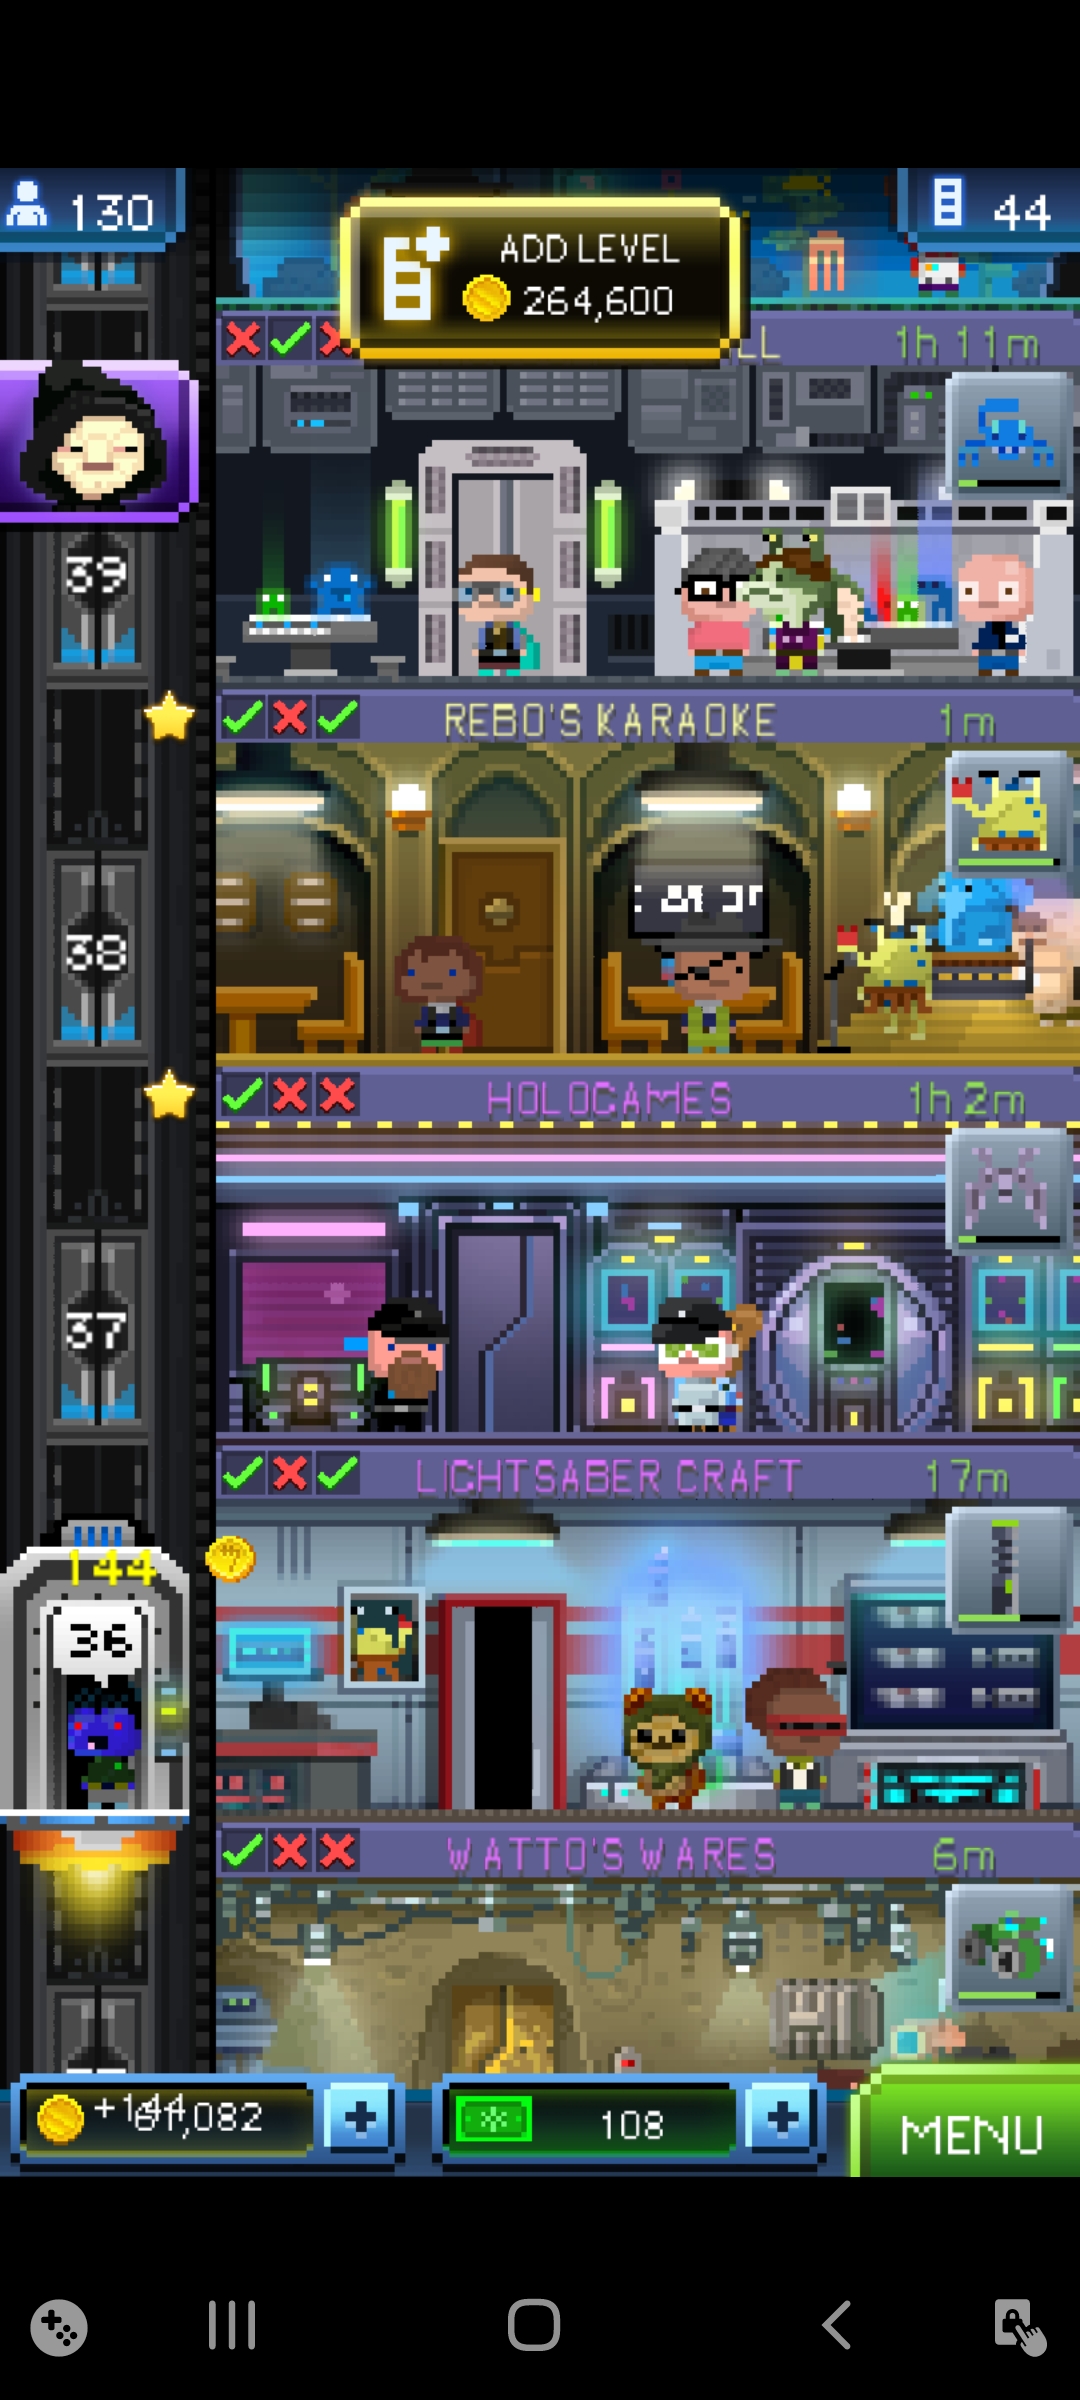 130
ADD LEVEL
264,600
44
LL
1h 11m
39
REBO'S KARAOKE
1m
38
HOLOGAMES
1h 2m
37
LIGHTSABER CRAFT
17m
144
36
WATTO'S WARES
6m
+144
,082
108
MENU